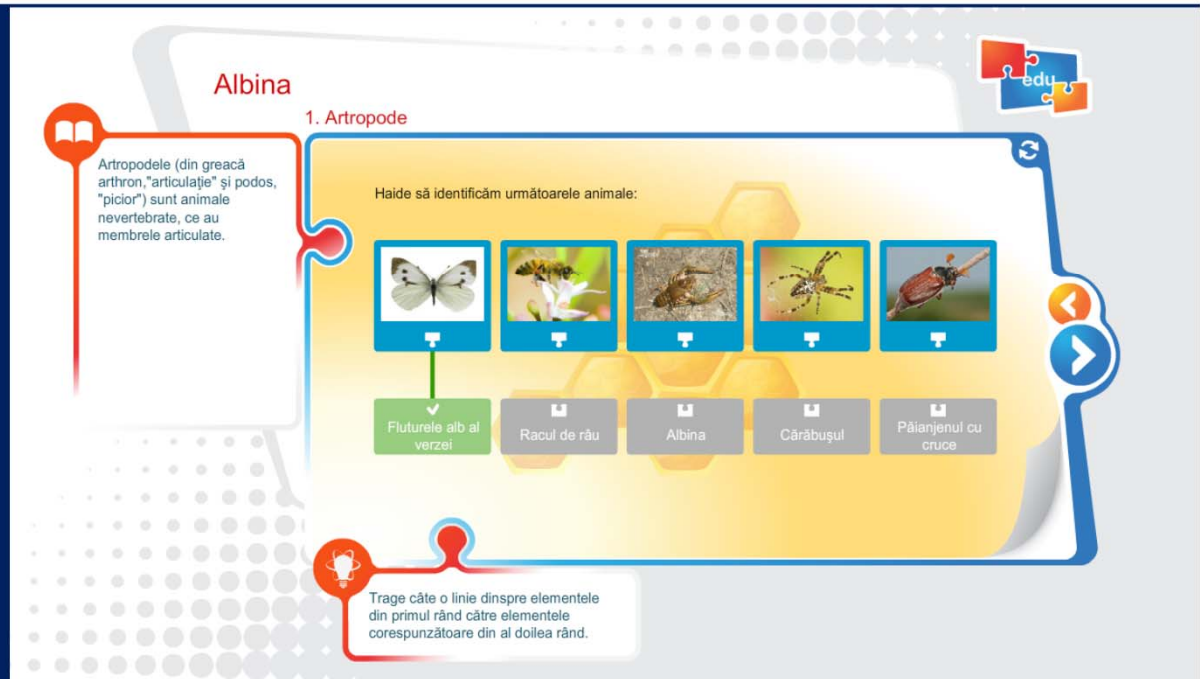 Albina
edu
1. Artropode
Artropodele (din greacă
arthron,"articulaţie" și podos,
"picior") sunt animale
nevertebrate, ce au
membrele articulate.
Haide să identificăm următoarele animale:
Fluturele alb al
verzei
Racul de râu
Albina
Cărăbușul
Păianjenul cu
cruce
Trage câte o linie dinspre elementele
din primul rând către elementele
corespunzătoare din al doilea rând.